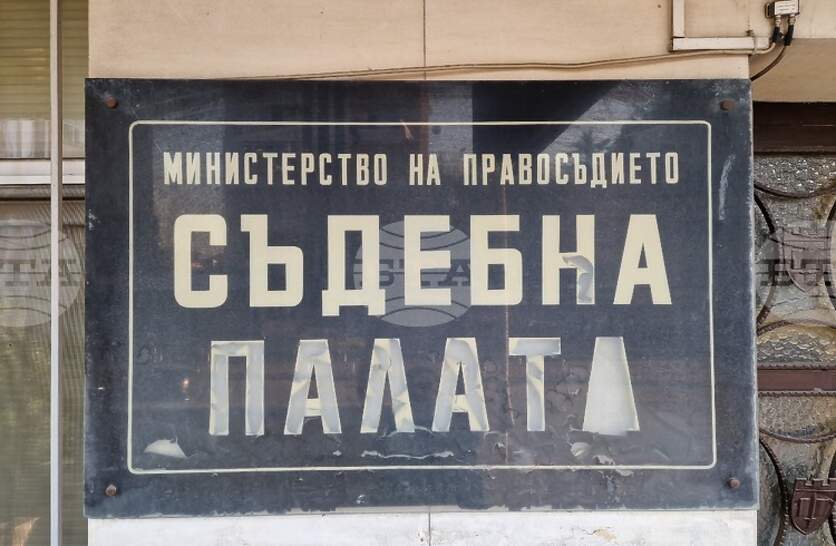 МИНИСТЕРСТВО НА ПРАВОСЪДИЕТО
СЪДЕБНА
ПАЛАТА